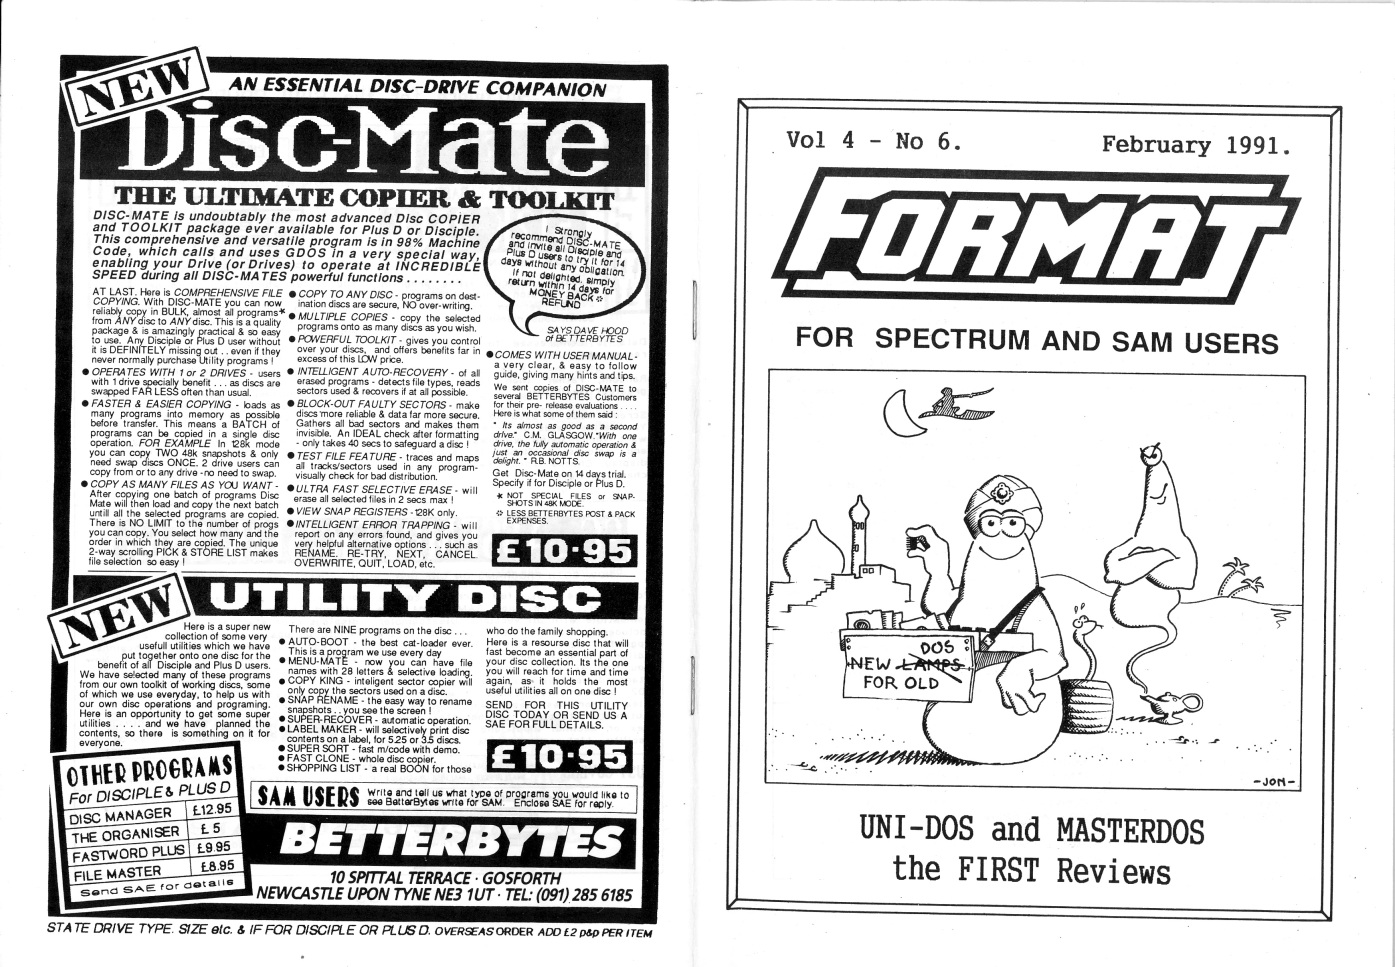 NEW
AN ESSENTIAL DISC-DRIVE COMPANION
Disc-Mate
THE ULTIMATE COPIER & TOOLKIT
DISC-MATE is undoubtably the most advanced Disc COPIER
and TOOLKIT package ever available for Plus D or Disciple.
This comprehensive and versatile program is in 98% Machine
Code, which calls and uses GDOS in a very special way,
enabling your Drive (or Drives) to operate at INCREDIBLE
SPEED during all DISC-MATES powerful functions ........
I Strongly
recommend DISC-MATE
and invite all Disciple and
Plus D users to try it for 14
days without any obligation.
If not delighted, simply
return within 14 days for
MONEY BACK ☼
REFUND
SAYS DAVE HOOD
of BETTERBYTES
AT LAST. Here is COMPREHENSIVE FILE
COPYING. With DISC-MATE you can now
reliably copy in BULK, almost all programs*
from ANY disc to ANY disc. This is a quality
package & is amazingly practical & so easy
to use. Any Disciple or Plus D user without
it is DEFINITELY missing out .. even if they
never normally purchase Utility programs !
● OPERATES WITH 1 or 2 DRIVES - users
with 1 drive specially benefit ... as discs are
swapped FAR LESS often than usual.
● FASTER & EASIER COPYING - loads as
many programs into memory as possible
before transfer. This means a BATCH of
programs can be copied in a single disc
operation. FOR EXAMPLE In 128k mode
you can copy TWO 48k snapshots & only
need swap discs ONCE. 2 drive users can
copy from or to any drive -no need to swap.
● COPY AS MANY FILES AS YOU WANT -
After copying one batch of programs Disc
Mate will then load and copy the next batch
untill all the selected programs are copied.
There is NO LIMIT to the number of progs
you can copy. You select how many and the
order in which they are copied. The unique
2-way scrolling PICK & STORE LIST makes
file selection so easy !
● COPY TO ANY DISC - programs on dest-
ination discs are secure, NO over-writing.
● MULTIPLE COPIES - copy the selected
programs onto as many discs as you wish.
● POWERFUL TOOLKIT - gives you control
over your discs, and offers benefits far in
excess of this LOW price.
● INTELLIGENT AUTO-RECOVERY - of all
erased programs - detects file types, reads
sectors used & recovers if at all possible.
● BLOCK-OUT FAULTY SECTORS - make
discs more reliable & data far more secure.
Gathers all bad sectors and makes them
invisible. An IDEAL check after formatting
- only takes 40 secs to safeguard a disc !
● TEST FILE FEATURE - traces and maps
all tracks/sectors used in any program-
visually check for bad distribution.
● ULTRA FAST SELECTIVE ERASE - will
erase all selected files in 2 secs max !
● VIEW SNAP REGISTERS -128K only.
● INTELLIGENT ERROR TRAPPING - will
report on any errors found, and gives you
very helpful alternative options ... such as
RENAME, RE-TRY, NEXT, CANCEL.
OVERWRITE, QUIT, LOAD, etc.
● COMES WITH USER MANUAL-
a very clear, & easy to follow
guide, giving many hints and tips.
We sent copies of DISC-MATE to
several BETTERBYTES Customers
for their pre- release evaluations ....
Here is what some of them said :
" Its almost as good as a second
drive." C.M. GLASGOW."With one
drive, the fully automatic operation &
just an occasional disc swap is a
delight. " R.B. NOTTS.
Get Disc-Mate on 14 days trial.
Specify if for Disciple or Plus D.
* NOT SPECIAL FILES or SNAP-
SHOTS IN 48K MODE.
☼ LESS BETTERBYTES POST & PACK
EXPENSES.
£10·95
NEW
UTILITY DISC
Here is a super new
collection of some very
usefull utilities which we have
put together onto one disc for the
benefit of all Disciple and Plus D users.
We have selected many of these programs
from our own toolkit of working discs, some
of which we use everyday, to help us with
our own disc operations and programing.
Here is an opportunity to get some super
utilities .... and we have planned the
contents, so there is something on it for
everyone.
There are NINE programs on the disc ...
● AUTO-BOOT - the best cat-loader ever.
This is a program we use every day
● MENU-MATE - now you can have file
names with 28 letters & selective loading.
● COPY KING - inteligent sector copier will
only copy the sectors used on a disc.
● SNAP RENAME - the easy way to rename
snapshots .. you see the screen !
● SUPER-RECOVER - automatic operation.
● LABEL MAKER - will selectively print disc
contents on a label, for 5.25 or 3.5 discs.
● SUPER SORT - fast m/code with demo.
● FAST CLONE - whole disc copier.
● SHOPPING LIST - a real BOON for those
who do the family shopping.
Here is a resourse disc that will
fast become an essential part of
your disc collection. Its the one
you will reach for time and time
again, as it holds the most
useful utilities all on one disc !
SEND FOR THIS UTILITY
DISC TODAY OR SEND US A
SAE FOR FULL DETAILS.
£10·95
OTHER PROGRAMS
For DISCIPLE & PLUS D
DISC MANAGER £12.95
THE ORGANISER £ 5
FASTWORD PLUS £9.95
FILE MASTER £8.95
Send SAE for details
SAM USERS Write and tell us what type of programs you would like to
see BetterBytes write for SAM. Enclose SAE for reply.
BETTERBYTES
10 SPITTAL TERRACE · GOSFORTH
NEWCASTLE UPON TYNE NE3 1UT · TEL: (091) 285 6185
STATE DRIVE TYPE. SIZE etc. & IF FOR DISCIPLE OR PLUS D. OVERSEAS ORDER ADD £2 p&p PER ITEM
Vol 4 - No 6. February 1991.
FORMAT
FOR SPECTRUM AND SAM USERS
DOS
NEW LAMPS
FOR OLD
-JON-
UNI-DOS and MASTERDOS
the FIRST Reviews